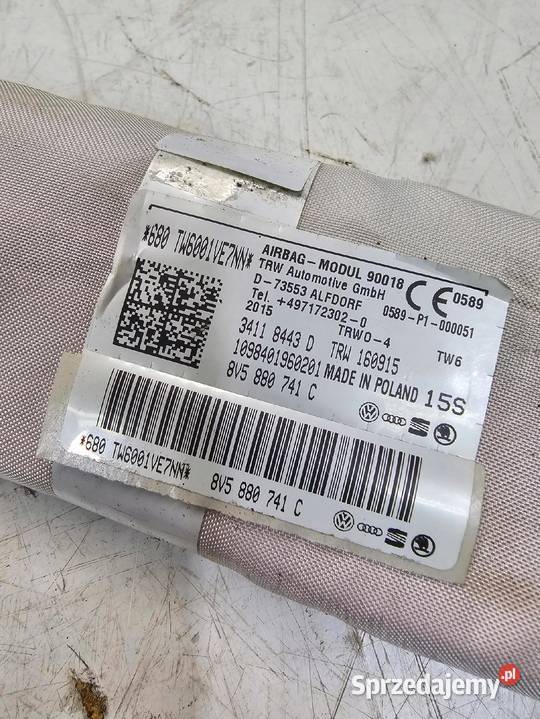 *680 TW6001VE7NN*
AIRBAG-MODUL 90018
TRW Automotive GmbH
D-73553 ALFDORF
Tel. +497172302-0
2015 TRWO-4
3411 8443 D TRW 160915
1098401960201 MADE IN POLAND 15S
8V5 880 741 C
CE 0589
0589-P1-000051
TW6
*680 TW6001VE7NN*
8V5 880 741 C
Sprzedajemy.pl